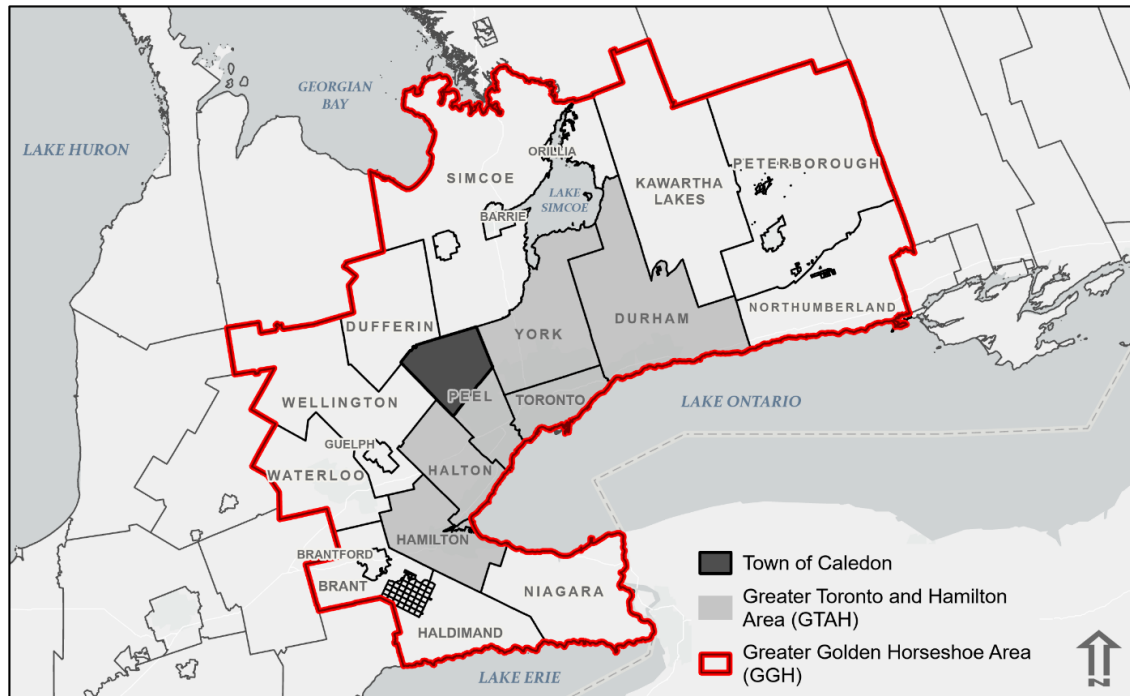 GEORGIAN
BAY
LAKE HURON
ORILLIA
SIMCOE
PETERBOROUGH
KAWARTHA
LAKES
LAKE
SIMCOE
BARRIE
NORTHUMBERLAND
DUFFERIN
YORK
DURHAM
PEEL
TORONTO
LAKE ONTARIO
WELLINGTON
GUELPH
WATERLOO
HALTON
HAMILTON
BRANTFORD
BRANT
NIAGARA
HALDIMAND
LAKE ERIE
Town of Caledon
Greater Toronto and Hamilton
Area (GTAH)
Greater Golden Horseshoe Area
(GGH)
N